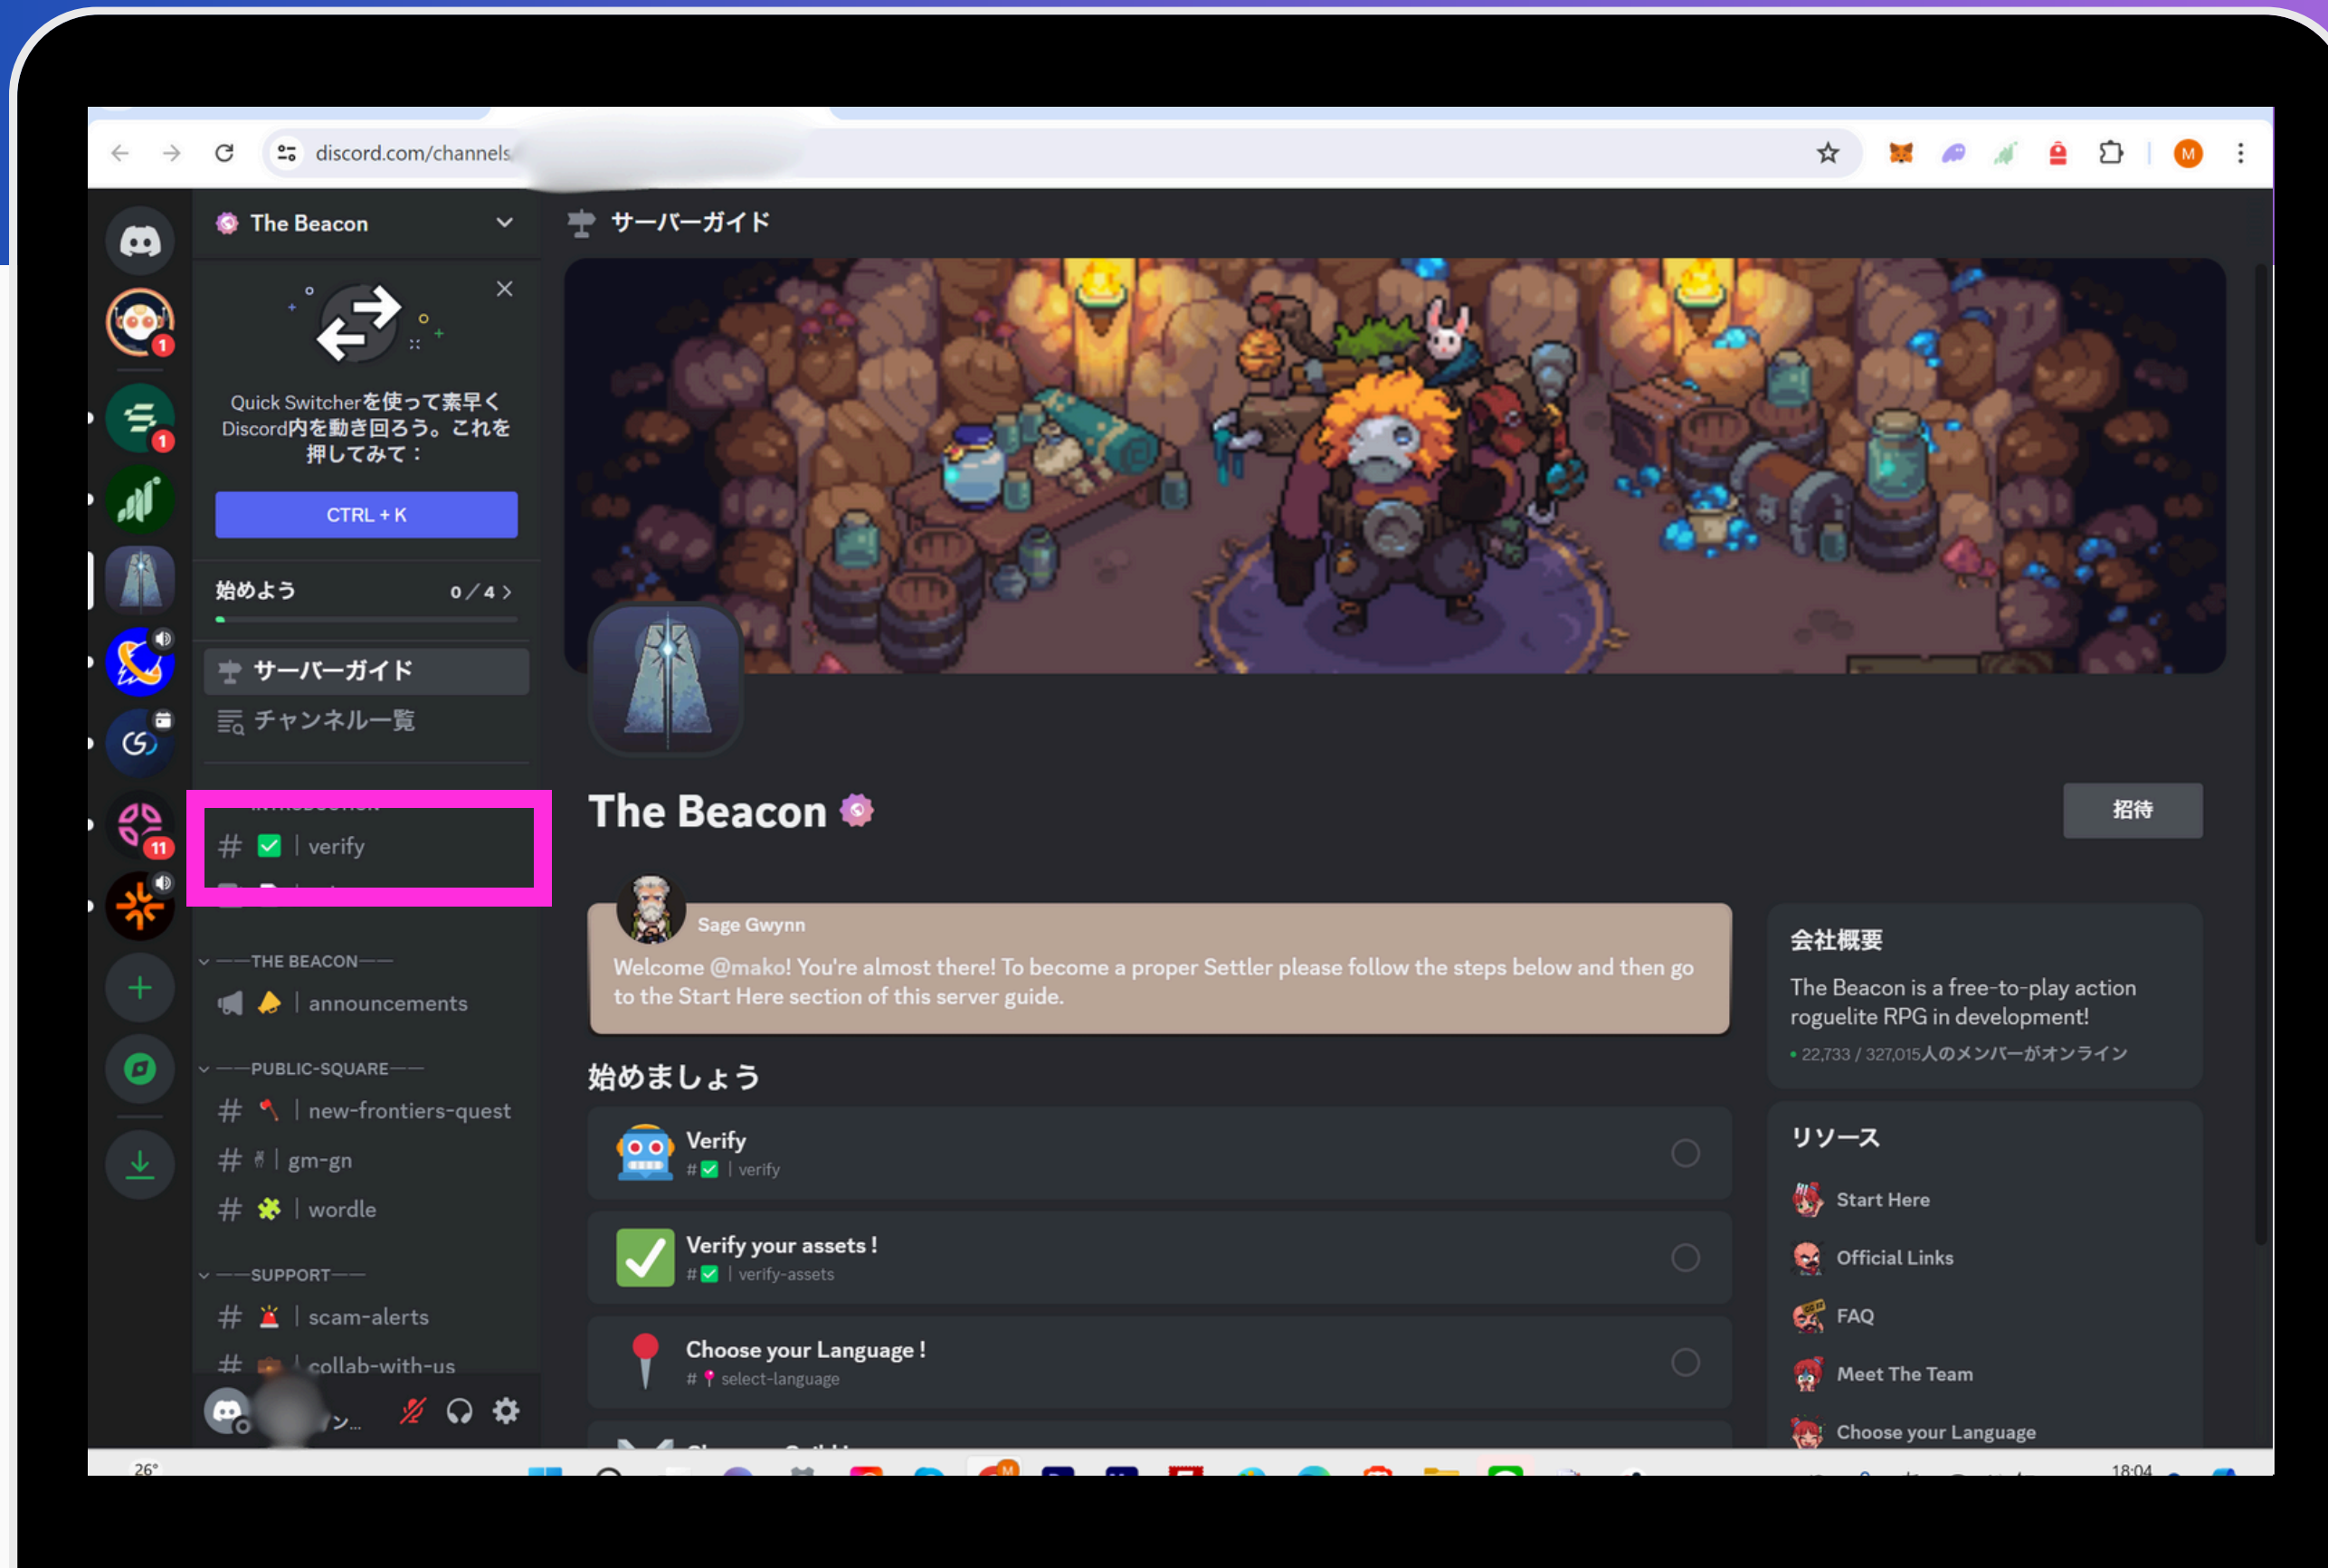 discord.com/channels
M
The Beacon
サーバーガイド
Quick Switcherを使って素早く
Discord内を動き回ろう。これを
押してみて：
CTRL + K
始めよう
0 / 4
サーバーガイド
チャンネル一覧
# ✅ | verify
——THE BEACON——
announcements
——PUBLIC-SQUARE——
# | new-frontiers-quest
# | gm-gn
# | wordle
——SUPPORT——
# | scam-alerts
# | collab-with-us
ン...
1
1
11
The Beacon
招待
Sage Gwynn
Welcome @mako! You're almost there! To become a proper Settler please follow the steps below and then go
to the Start Here section of this server guide.
始めましょう
Verify
# ✅ | verify
Verify your assets !
# ✅ | verify-assets
Choose your Language !
# 📍 select-language
会社概要
The Beacon is a free-to-play action
roguelite RPG in development!
22,733 / 327,015人のメンバーがオンライン
リソース
Start Here
Official Links
FAQ
Meet The Team
Choose your Language
26°
18:04